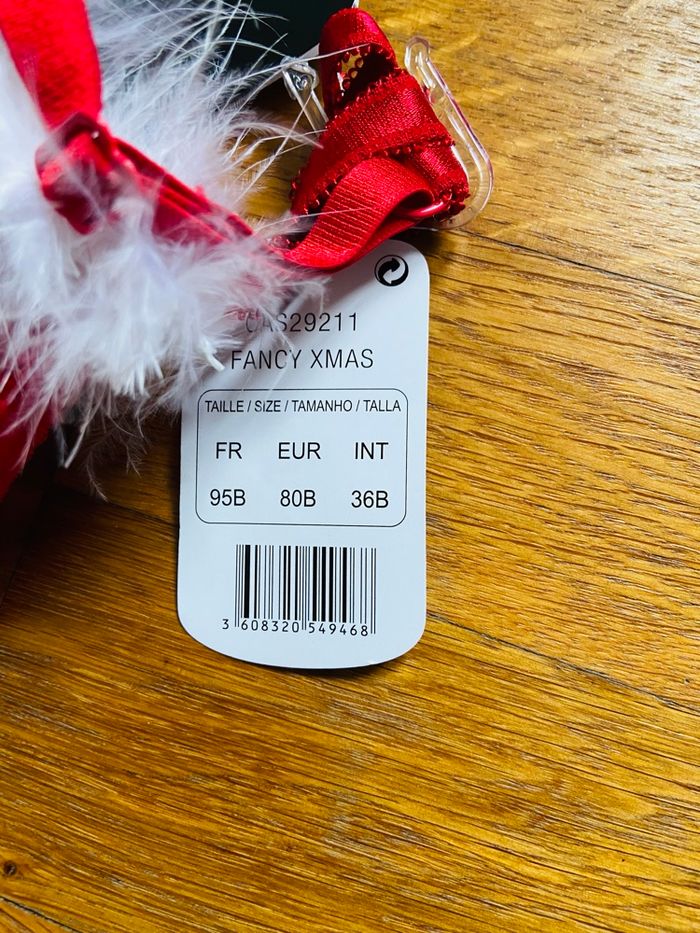 CAS29211
FANCY XMAS
TAILLE / SIZE / TAMANHO / TALLA
FR EUR INT
95B 80B 36B
3 608320 549468